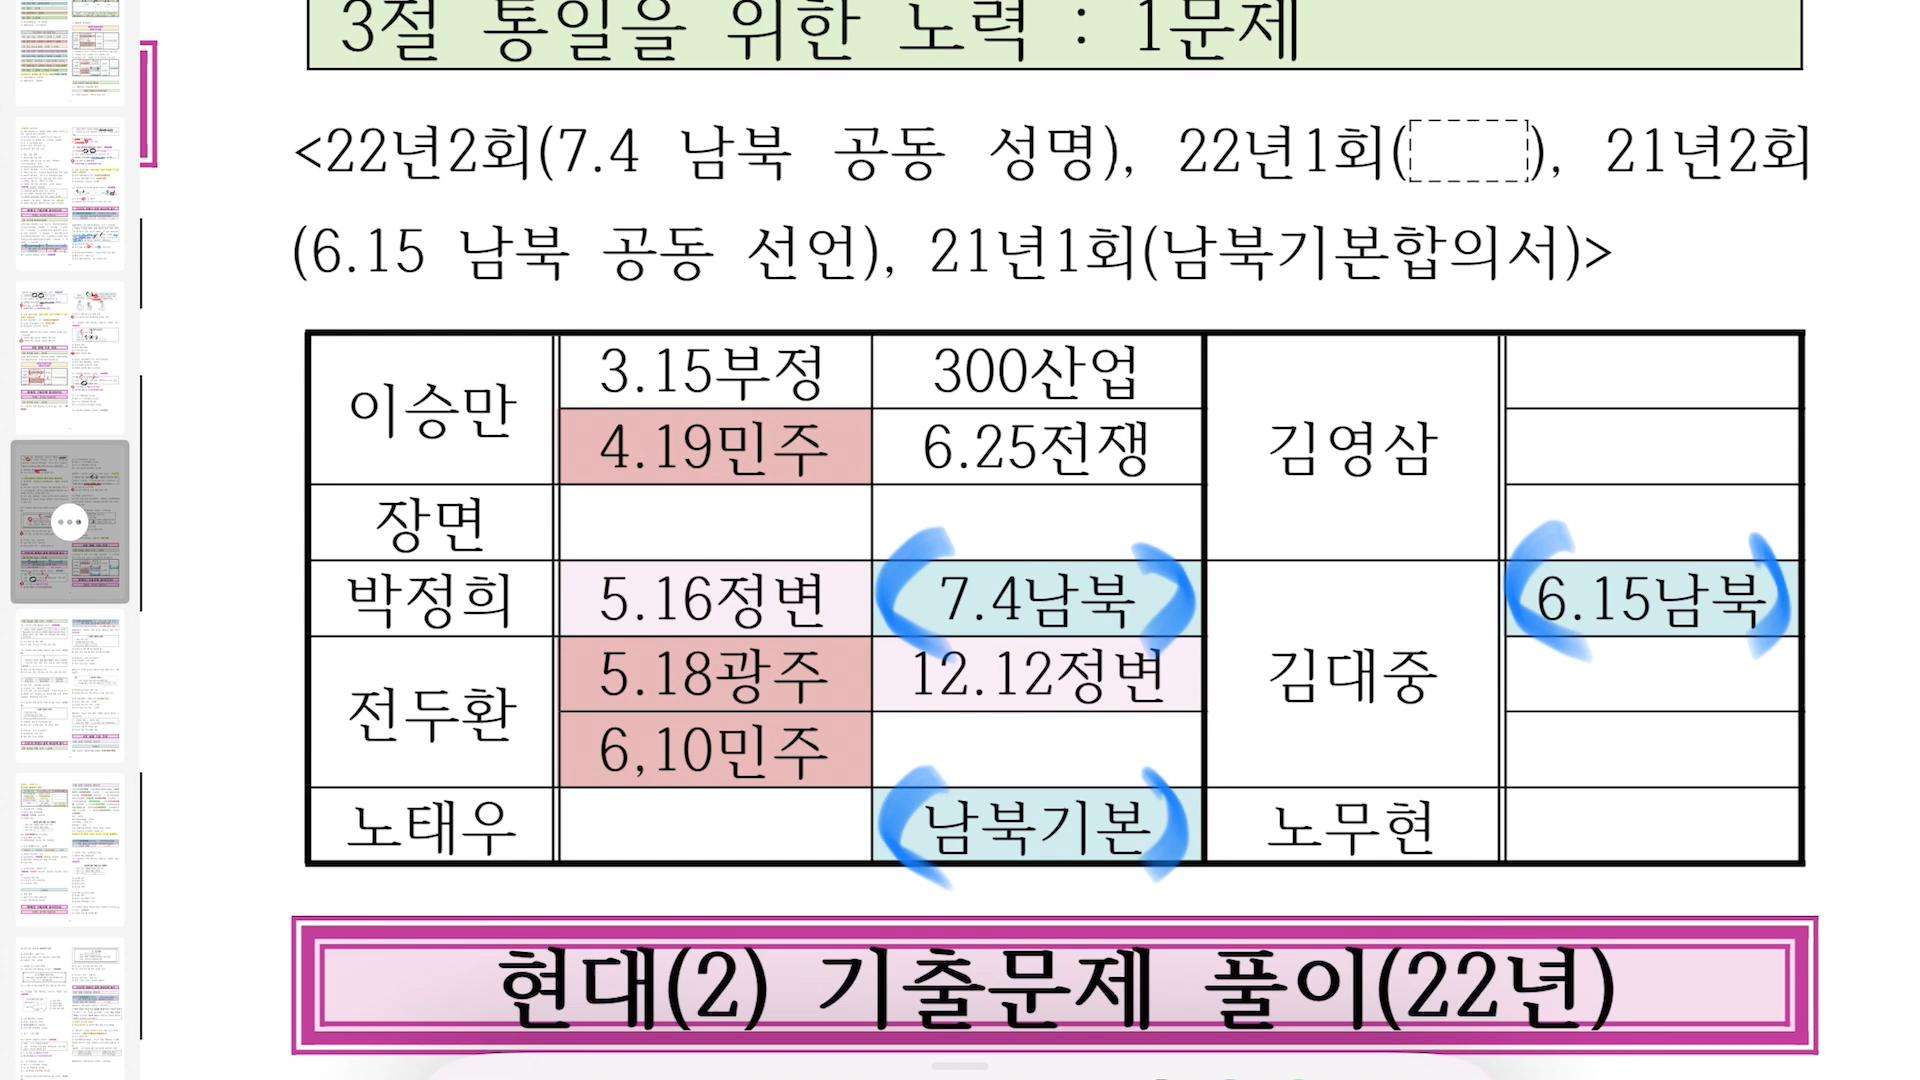 3절 통일을 위한 노력 : 1문제
<22년2회(7.4 남북 공동 성명), 22년1회( ), 21년2회
(6.15 남북 공동 선언), 21년1회(남북기본합의서)>
이승만 3.15부정 300산업 김영삼
4.19민주 6.25전쟁
장면
박정희 5.16정변 7.4남북 김대중 6.15남북
전두환 5.18광주 12.12정변
6,10민주
노태우 남북기본 노무현
현대(2) 기출문제 풀이(22년)